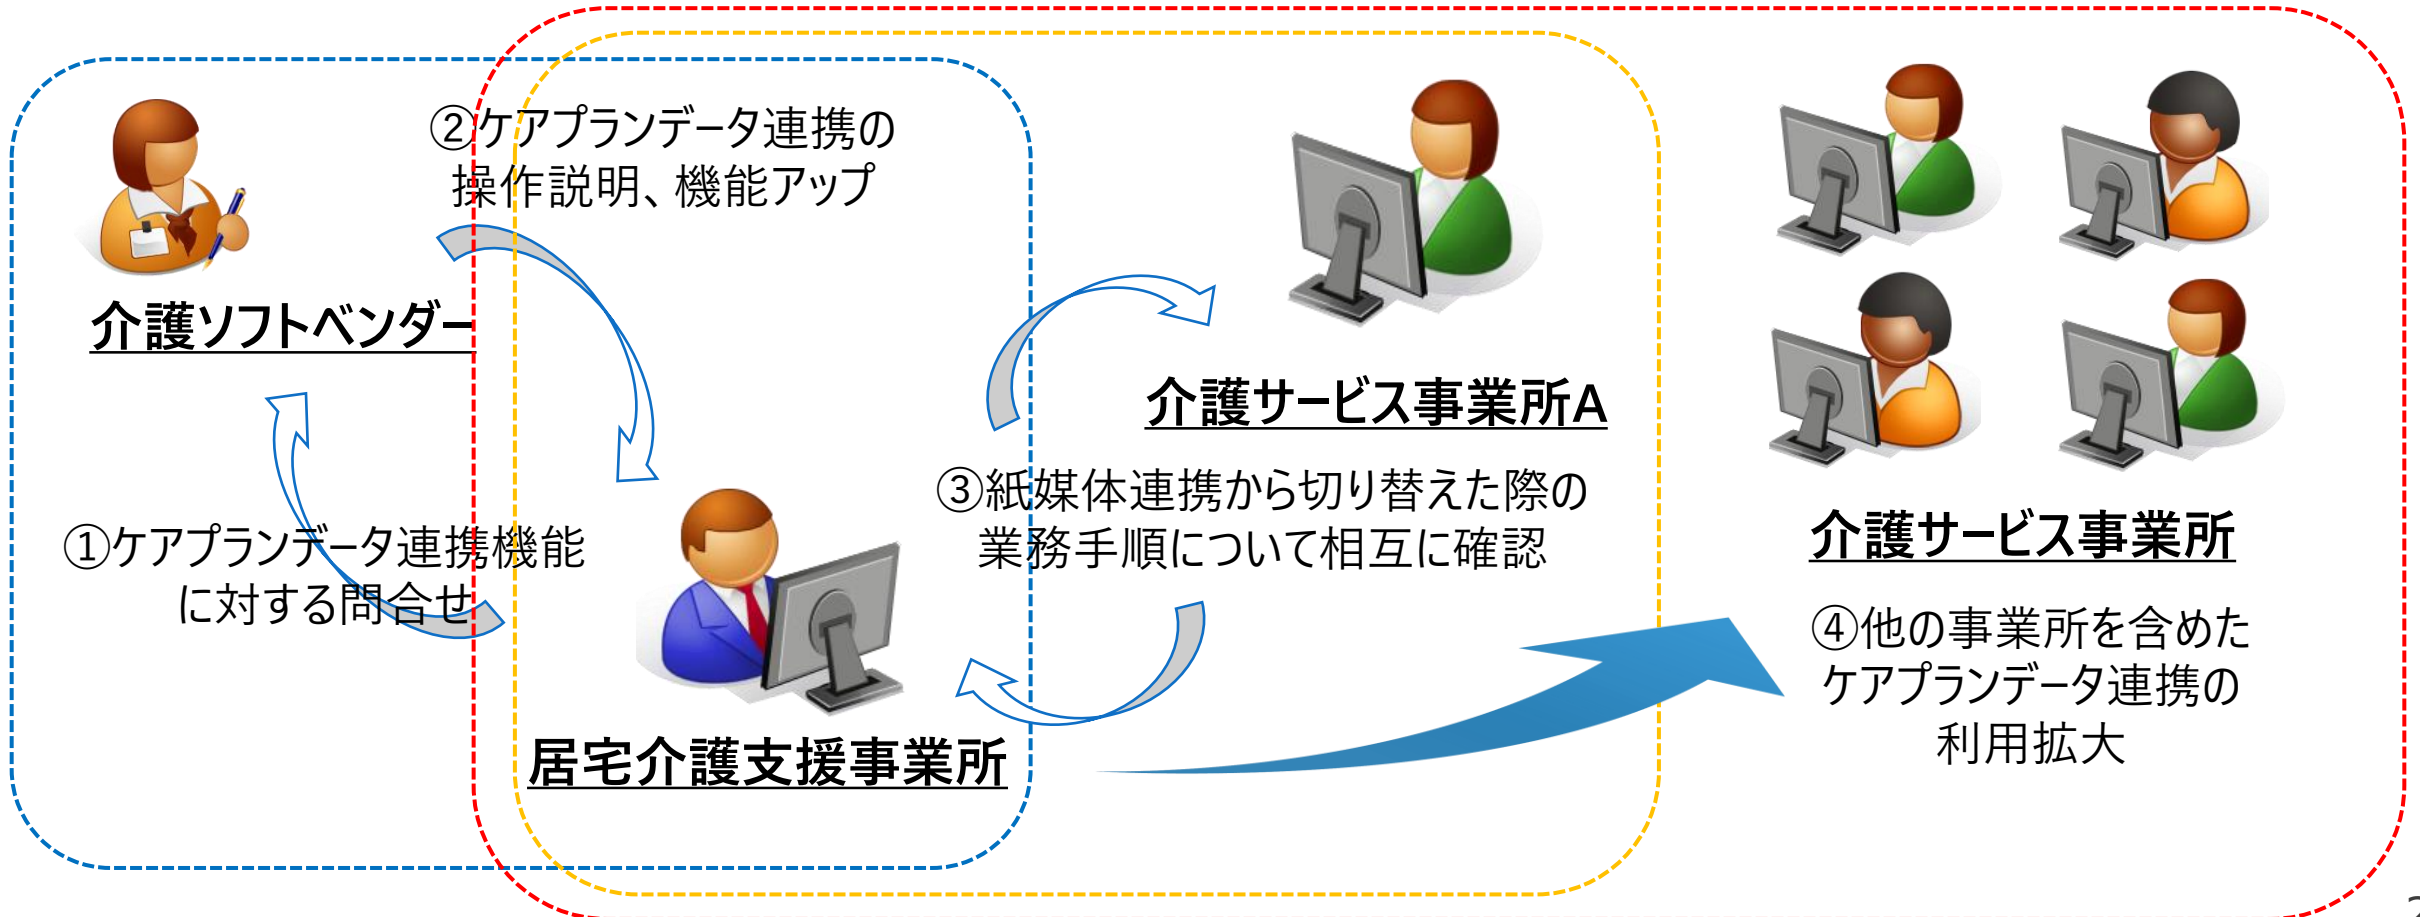 ②ケアプランデータ連携の
操作説明、機能アップ
介護ソフトベンダー
介護サービス事業所A
③紙媒体連携から切り替えた際の
業務手順について相互に確認
①ケアプランデータ連携機能
に対する問合せ
居宅介護支援事業所
介護サービス事業所
④他の事業所を含めた
ケアプランデータ連携の
利用拡大